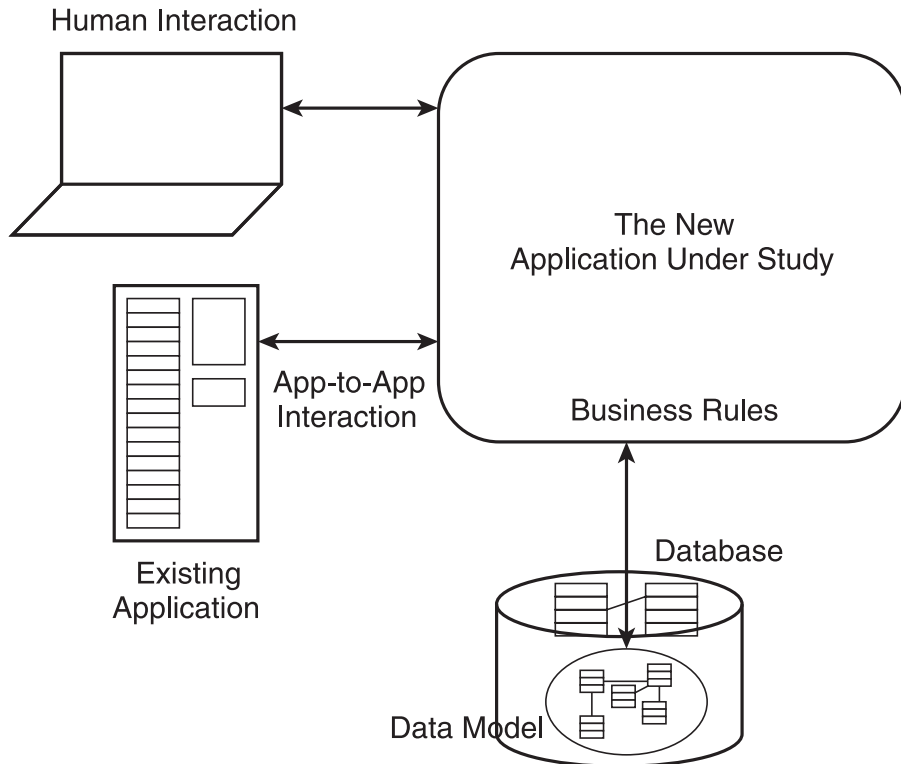 Human Interaction
The New
Application Under Study
App-to-App
Interaction
Business Rules
Existing
Application
Database
Data Model